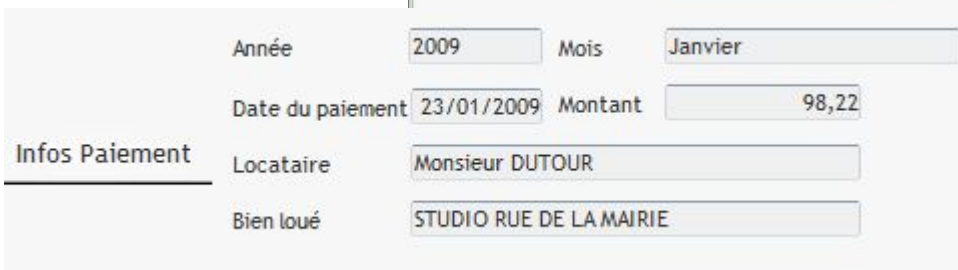 Année 2009 Mois Janvier
Date du paiement 23/01/2009 Montant 98,22
Infos Paiement
Locataire Monsieur DUTOUR
Bien loué STUDIO RUE DE LA MAIRIE